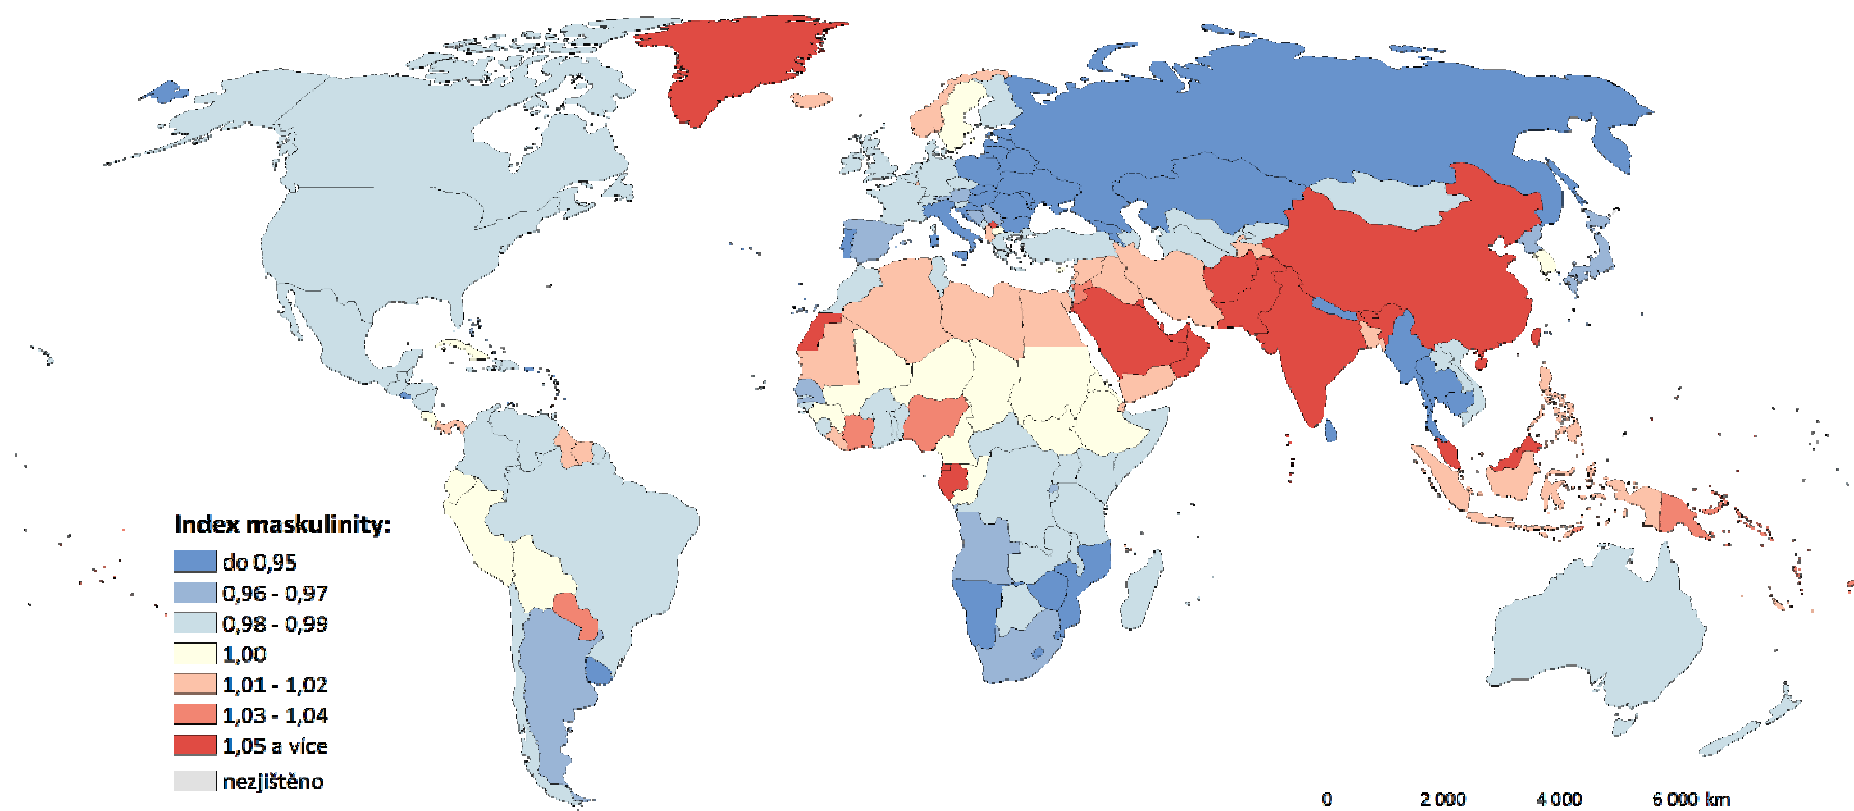 Index maskulinity:
do 0,95
0,96 - 0,97
0,98 - 0,99
1,00
1,01 - 1,02
1,03 - 1,04
1,05 a více
nezjištěno
0 2 000 4 000 6 000 km